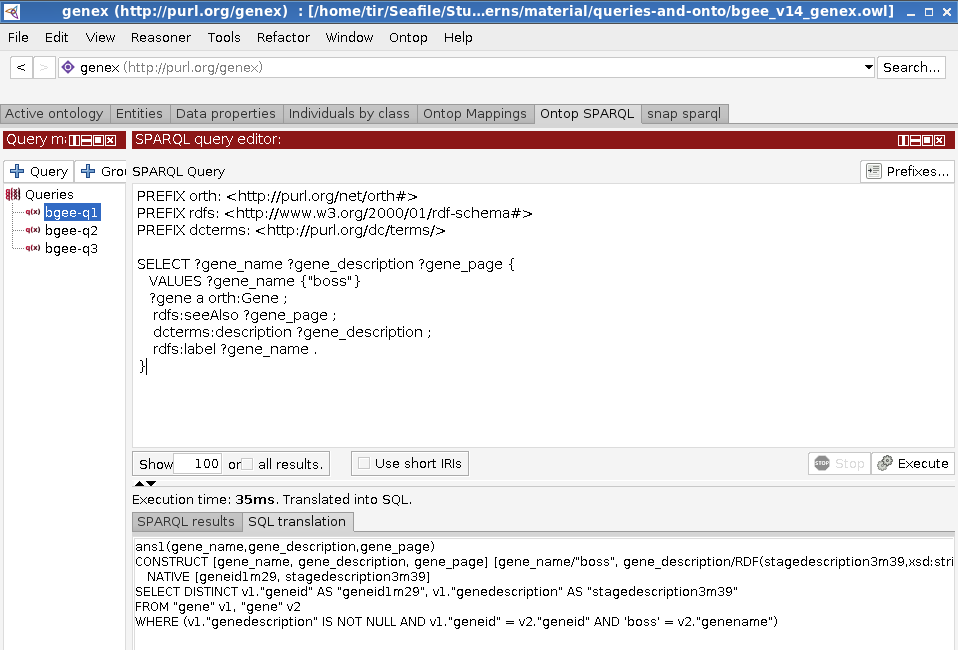 genex (http://purl.org/genex) : [/home/tir/Seafile/Stu...erns/material/queries-and-onto/bgee_v14_genex.owl]
File Edit View Reasoner Tools Refactor Window Ontop Help
< > genex (http://purl.org/genex) Search...
Active ontology Entities Data properties Individuals by class Ontop Mappings Ontop SPARQL snap sparql
Query m: SPARQL query editor:
Query Grou SPARQL Query Prefixes...
Queries
bgee-q1
bgee-q2
bgee-q3
PREFIX orth: <http://purl.org/net/orth#>
PREFIX rdfs: <http://www.w3.org/2000/01/rdf-schema#>
PREFIX dcterms: <http://purl.org/dc/terms/>
SELECT ?gene_name ?gene_description ?gene_page {
VALUES ?gene_name {"boss"}
?gene a orth:Gene ;
rdfs:seeAlso ?gene_page ;
dcterms:description ?gene_description ;
rdfs:label ?gene_name .
}
Show 100 or all results. Use short IRIs STOP Stop Execute
Execution time: 35ms. Translated into SQL.
SPARQL results SQL translation
ans1(gene_name,gene_description,gene_page)
CONSTRUCT [gene_name, gene_description, gene_page] [gene_name/"boss", gene_description/RDF(stagedescription3m39,xsd:stri
NATIVE [geneid1m29, stagedescription3m39]
SELECT DISTINCT v1."geneid" AS "geneid1m29", v1."genedescription" AS "stagedescription3m39"
FROM "gene" v1, "gene" v2
WHERE (v1."genedescription" IS NOT NULL AND v1."geneid" = v2."geneid" AND 'boss' = v2."genename")